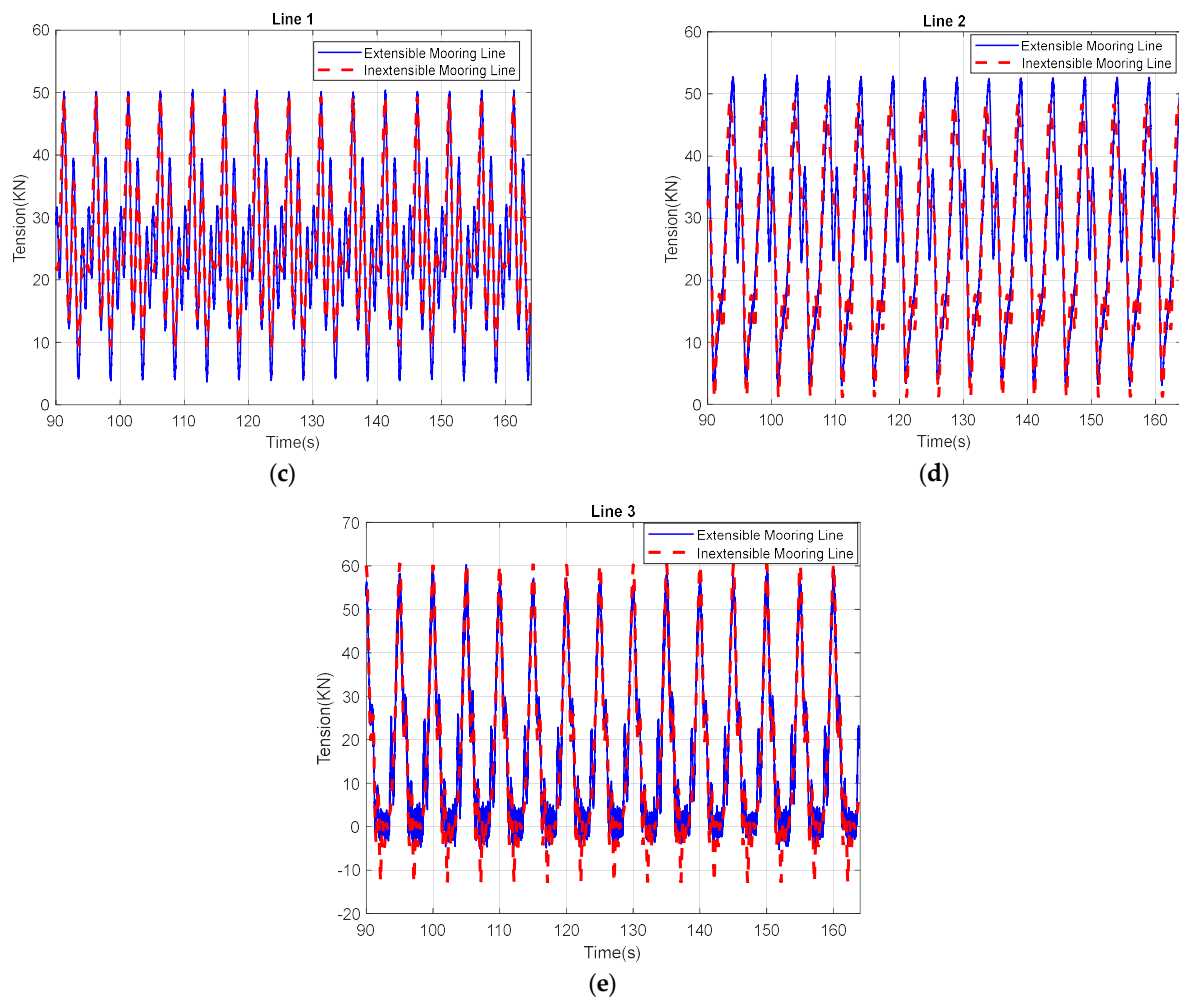 Line 1
60
50
40
30
20
10
0
Tension(KN)
Extensible Mooring Line
Inextensible Mooring Line
90 100 110 120 130 140 150 160
Time(s)
(c)
Line 2
60
50
40
30
20
10
0
Tension(KN)
Extensible Mooring Line
Inextensible Mooring Line
90 100 110 120 130 140 150 160
Time(s)
(d)
Line 3
70
60
50
40
30
20
10
0
-10
-20
Tension(KN)
Extensible Mooring Line
Inextensible Mooring Line
90 100 110 120 130 140 150 160
Time(s)
(e)